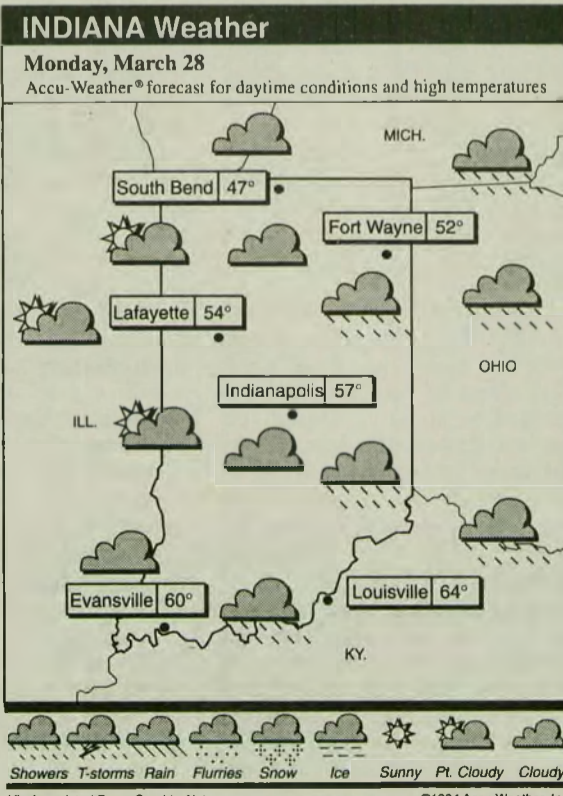 INDIANA Weather
Monday, March 28
Accu-Weather® forecast for daytime conditions and high temperatures
MICH.
South Bend 47°
Fort Wayne 52°
Lafayette 54°
OHIO
Indianapolis 57°
ILL.
Evansville 60°
Louisville 64°
KY.
Showers T-storms Rain Flurries Snow Ice Sunny Pt. Cloudy Cloudy